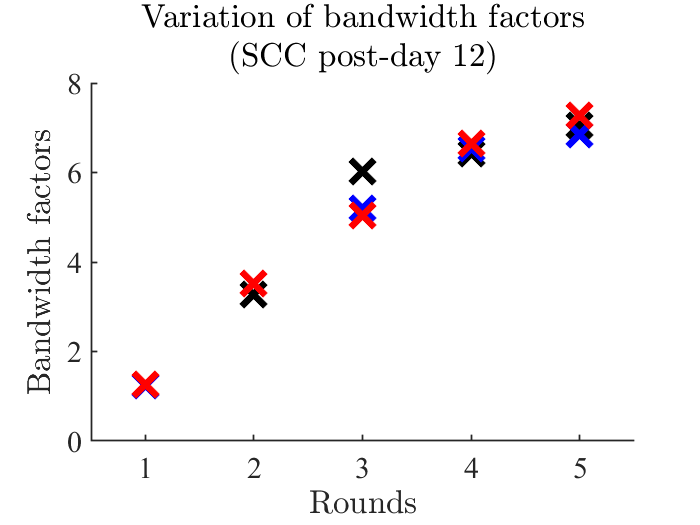 Variation of bandwidth factors
(SCC post-day 12)
8
6
4
2
0
Bandwidth factors
1 2 3 4 5
Rounds